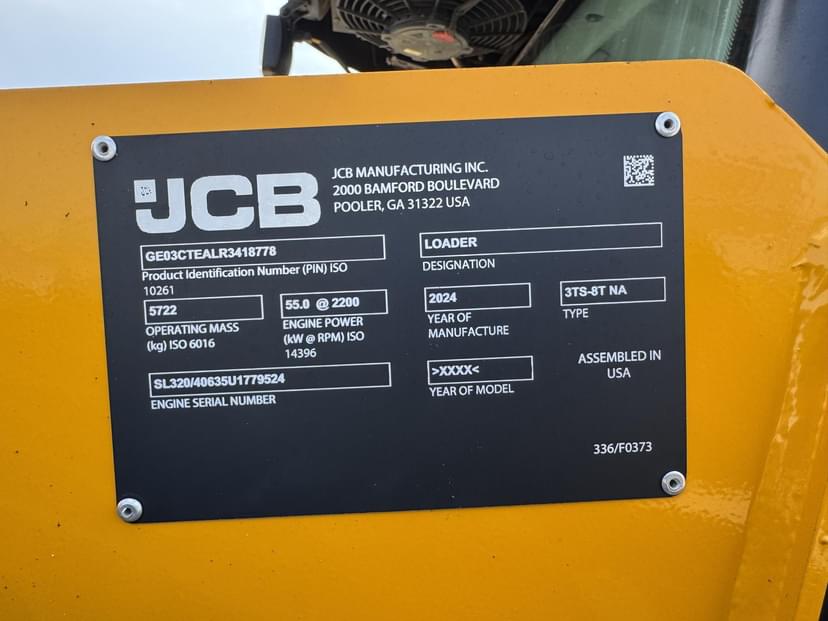 JCB
JCB MANUFACTURING INC.
2000 BAMFORD BOULEVARD
POOLER, GA 31322 USA
GE03CTEALR3418778
Product Identification Number (PIN) ISO
10261
LOADER
DESIGNATION
5722
OPERATING MASS
(kg) ISO 6016
55.0 @ 2200
ENGINE POWER
(kW @ RPM) ISO
14396
2024
YEAR OF
MANUFACTURE
3TS-8T NA
TYPE
SL320/40635U1779524
ENGINE SERIAL NUMBER
>XXXX<
YEAR OF MODEL
ASSEMBLED IN
USA
336/F0373